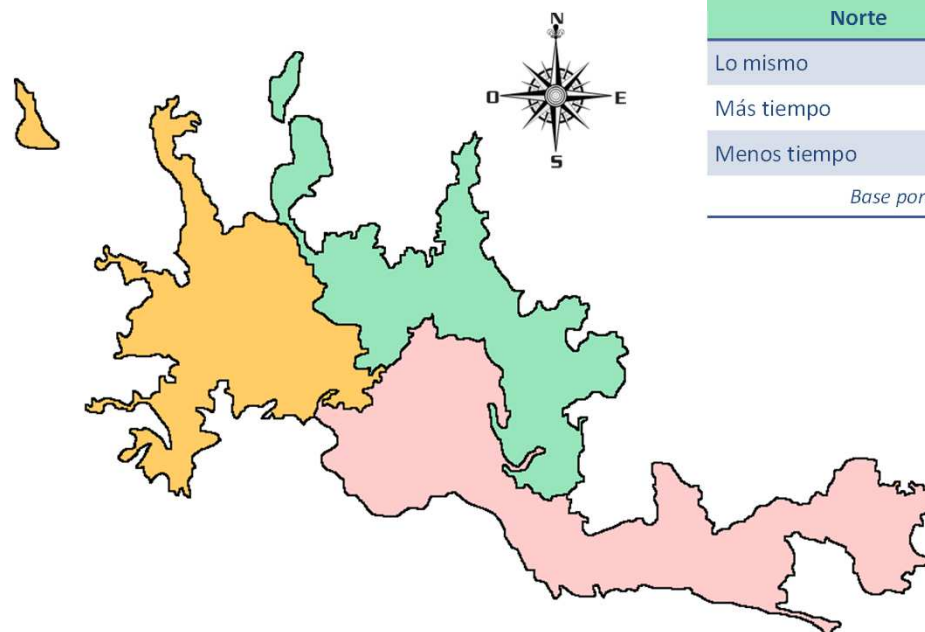 N
O E
S
Norte
Lo mismo
Más tiempo
Menos tiempo
Base por